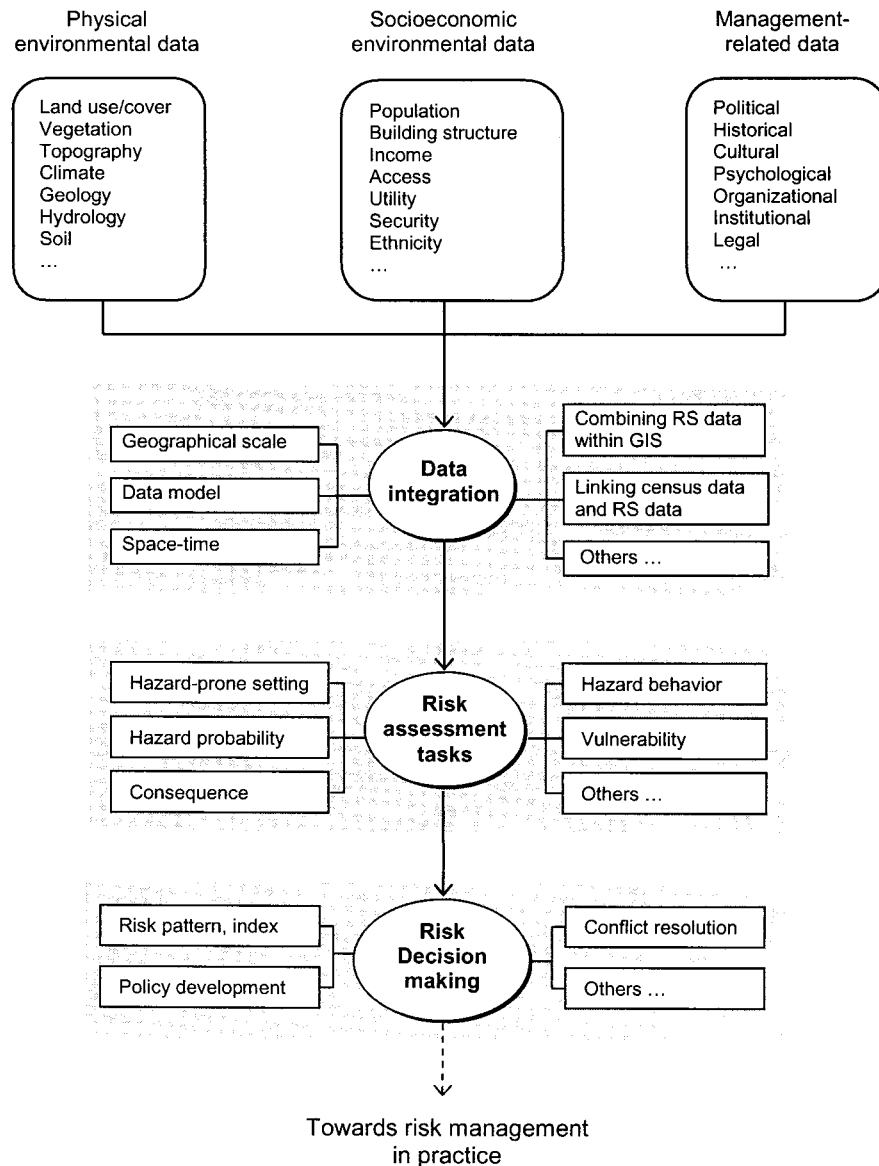 Physical
environmental data
Socioeconomic
environmental data
Management-
related data
Land use/cover
Vegetation
Topography
Climate
Geology
Hydrology
Soil
…
Population
Building structure
Income
Access
Utility
Security
Ethnicity
…
Political
Historical
Cultural
Psychological
Organizational
Institutional
Legal
…
Geographical scale
Data model
Space-time
Data
integration
Combining RS data
within GIS
Linking census data
and RS data
Others …
Hazard-prone setting
Hazard probability
Consequence
Risk
assessment
tasks
Hazard behavior
Vulnerability
Others …
Risk pattern, index
Policy development
Risk
Decision
making
Conflict resolution
Others …
Towards risk management
in practice